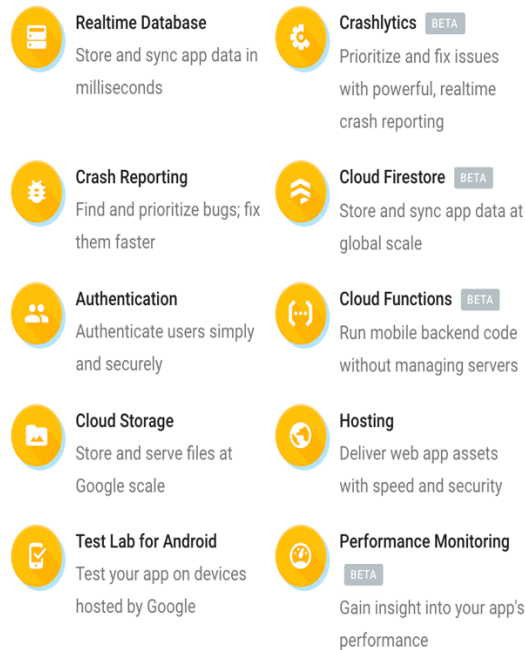 Realtime Database
Store and sync app data in
milliseconds
Crashlytics BETA
Prioritize and fix issues
with powerful, realtime
crash reporting
Crash Reporting
Find and prioritize bugs; fix
them faster
Cloud Firestore BETA
Store and sync app data at
global scale
Authentication
Authenticate users simply
and securely
Cloud Functions BETA
Run mobile backend code
without managing servers
Cloud Storage
Store and serve files at
Google scale
Hosting
Deliver web app assets
with speed and security
Test Lab for Android
Test your app on devices
hosted by Google
Performance Monitoring
BETA
Gain insight into your app's
performance